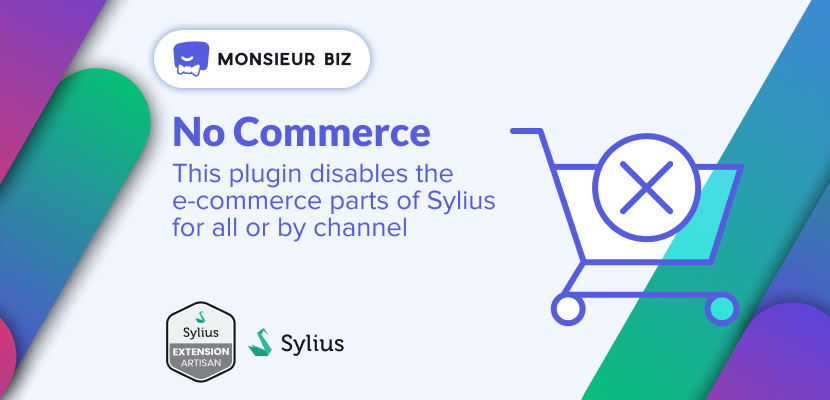 MONSIEUR BIZ
No Commerce
This plugin disables the
e-commerce parts of Sylius
for all or by channel
Sylius
EXTENSION
ARTISAN
Sylius